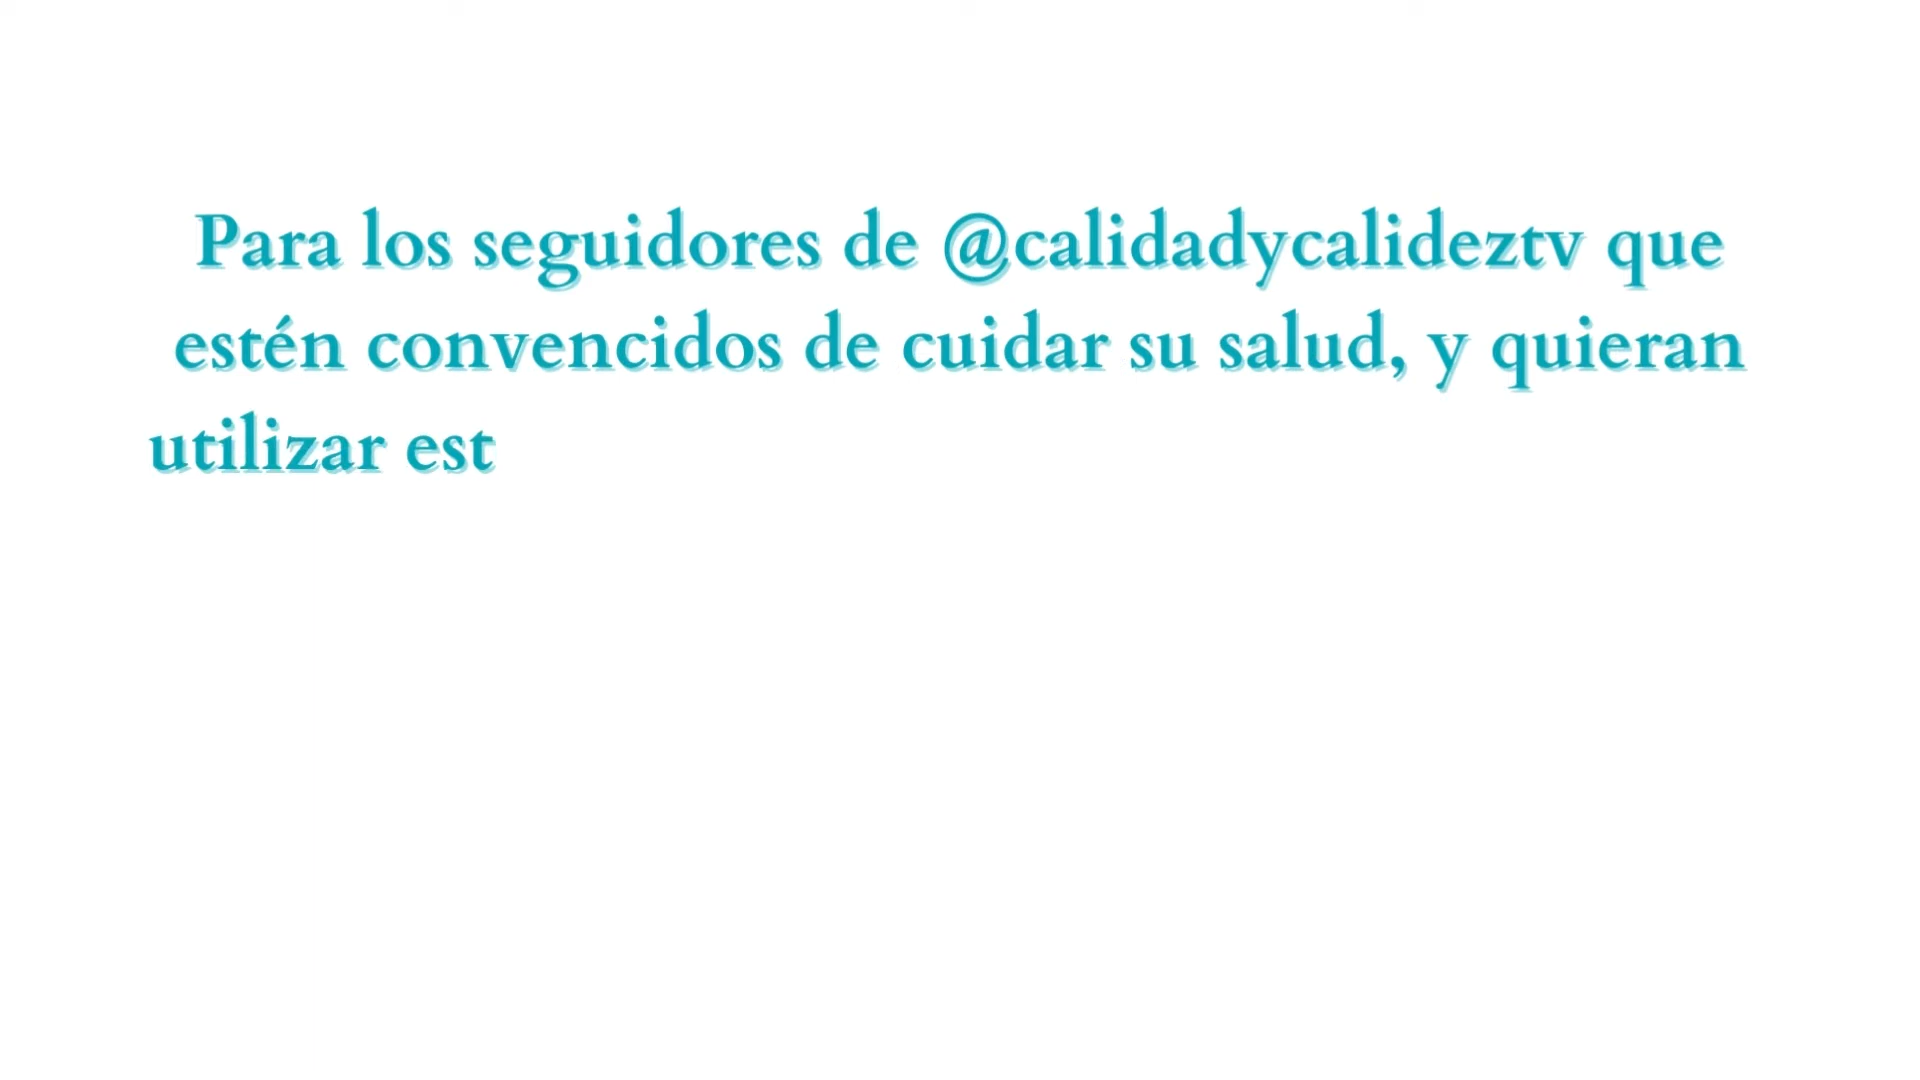 Para los seguidores de @calidadycalideztv que
estén convencidos de cuidar su salud, y quieran
utilizar est